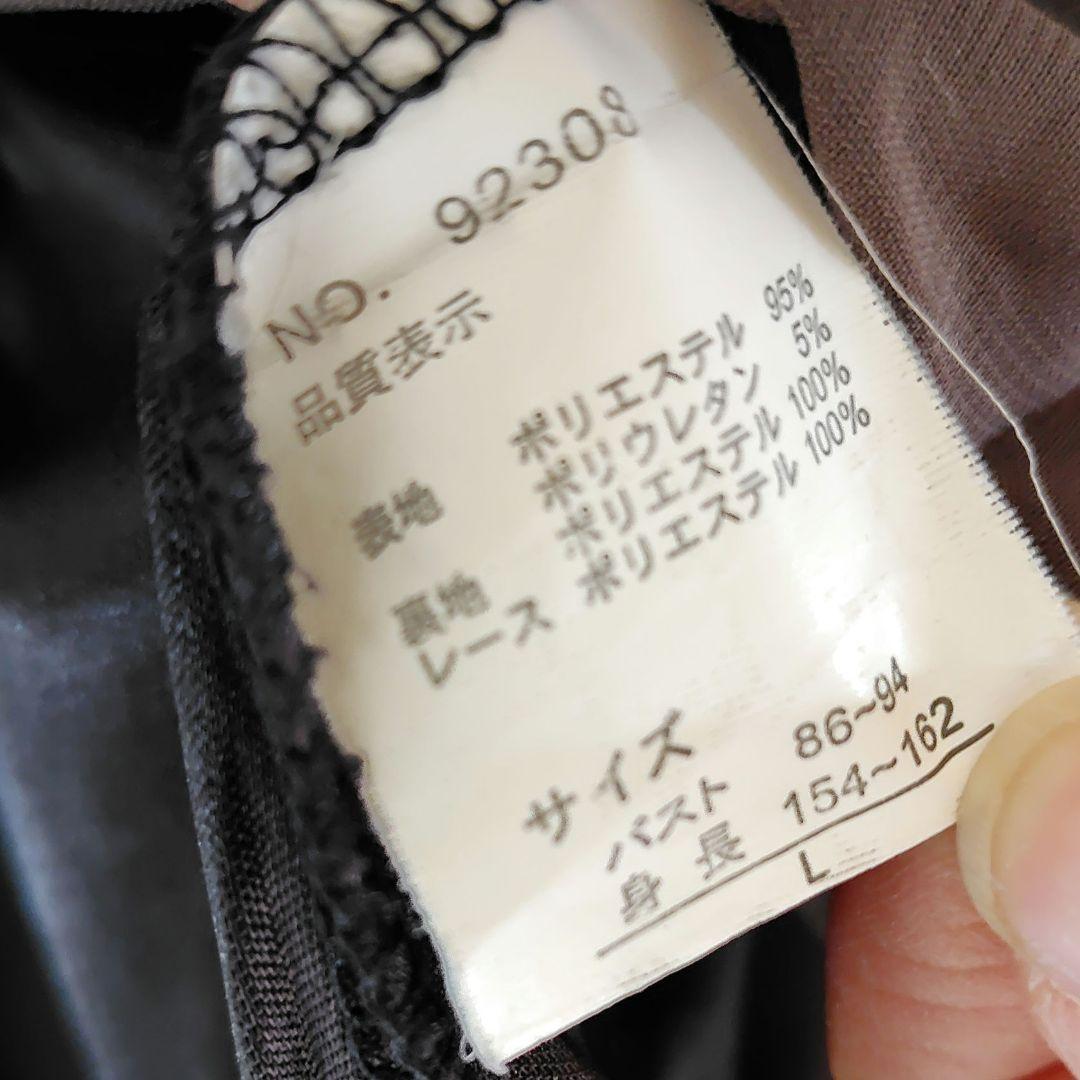 NO. 92308
品質表示
表地 ポリエステル 95%
ポリウレタン 5%
裏地 ポリエステル 100%
レース ポリエステル 100%
サイズ
バスト 86~94
身長 154~162
L